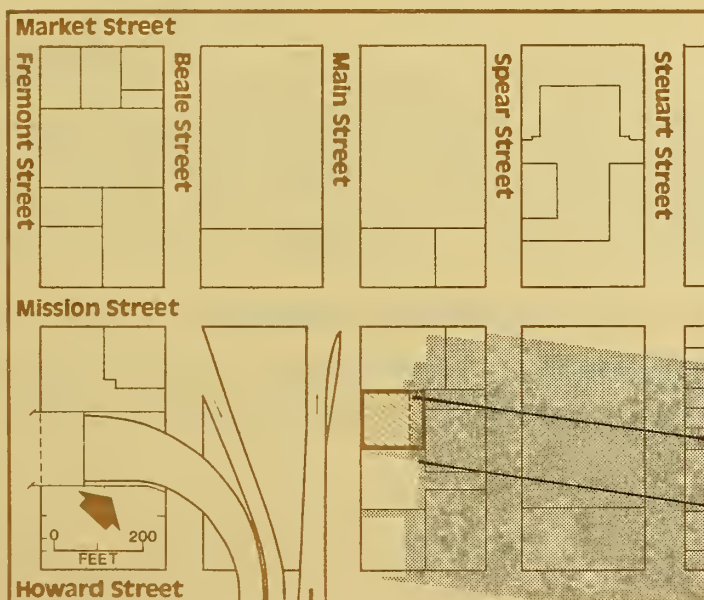 Market Street
Fremont Street
Beale Street
Main Street
Spear Street
Steuart Street
Mission Street
0 200
FEET
Howard Street